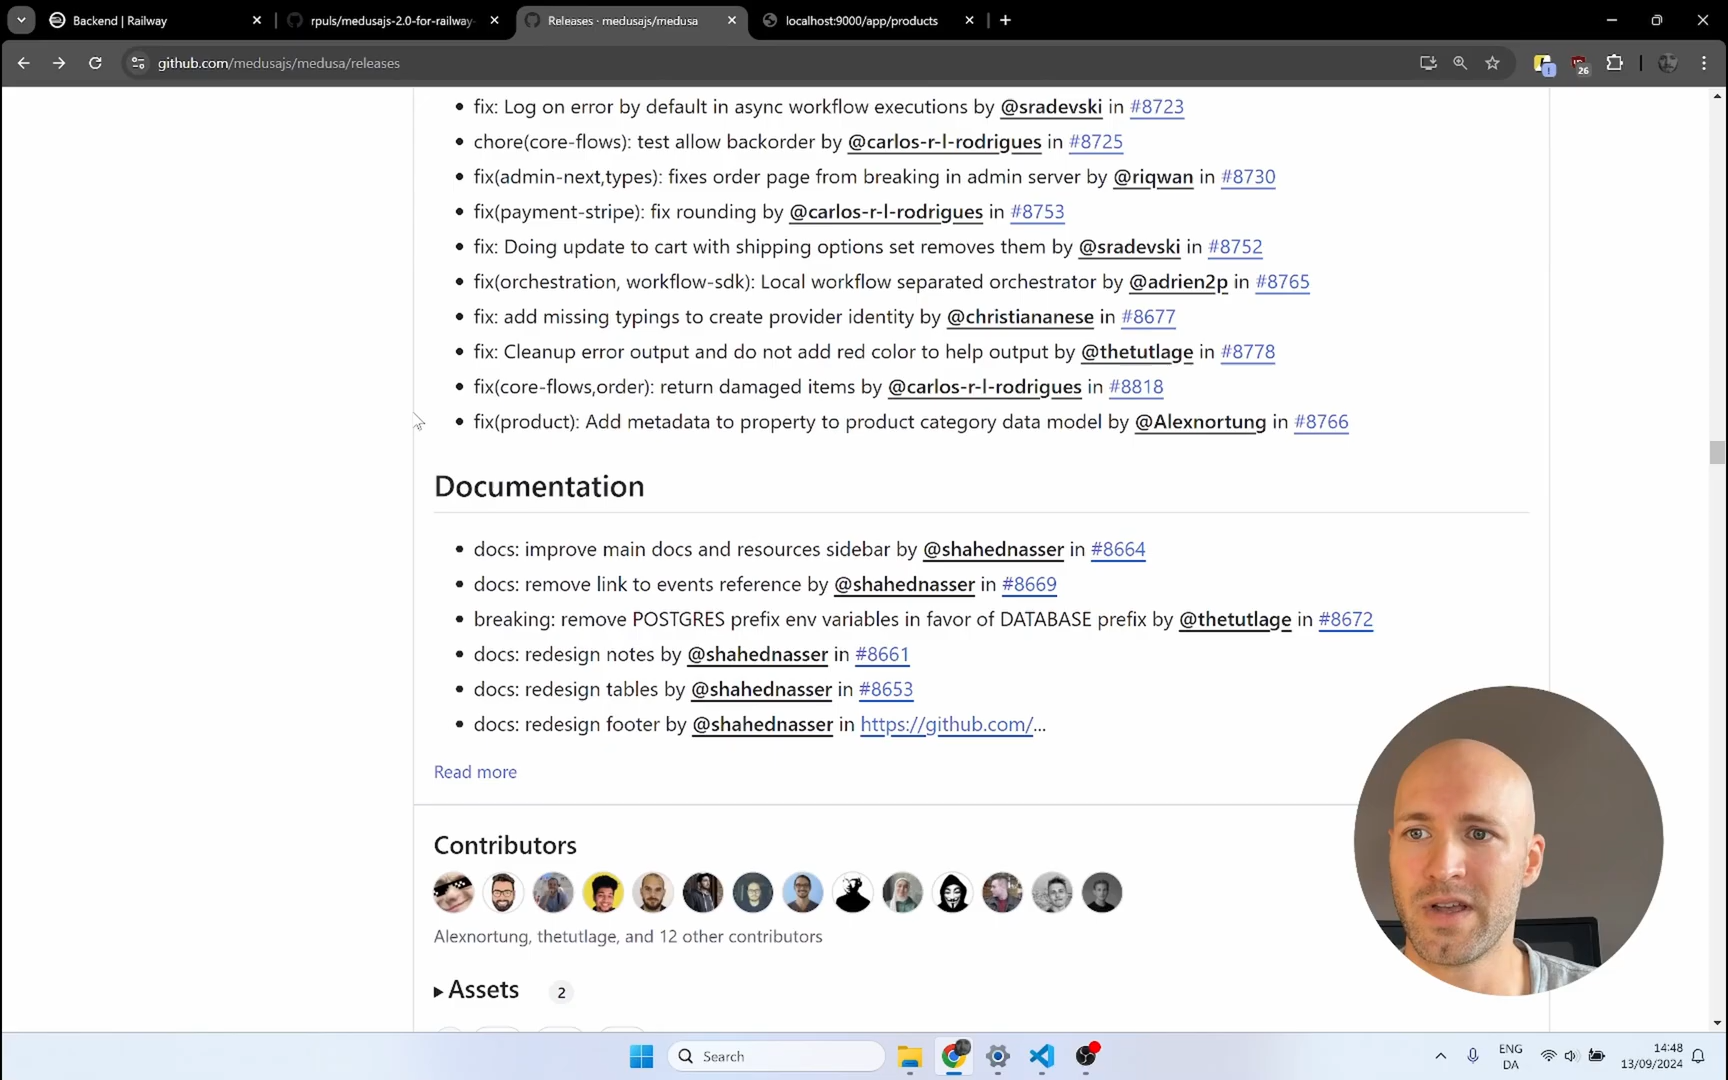 Backend | Railway
rpuls/medusajs-2.0-for-railway-
Releases · medusajs/medusa
localhost:9000/app/products
github.com/medusajs/medusa/releases
26
fix: Log on error by default in async workflow executions by @sradevski in #8723
chore(core-flows): test allow backorder by @carlos-r-l-rodrigues in #8725
fix(admin-next,types): fixes order page from breaking in admin server by @riqwan in #8730
fix(payment-stripe): fix rounding by @carlos-r-l-rodrigues in #8753
fix: Doing update to cart with shipping options set removes them by @sradevski in #8752
fix(orchestration, workflow-sdk): Local workflow separated orchestrator by @adrien2p in #8765
fix: add missing typings to create provider identity by @christiananese in #8677
fix: Cleanup error output and do not add red color to help output by @thetutlage in #8778
fix(core-flows,order): return damaged items by @carlos-r-l-rodrigues in #8818
fix(product): Add metadata to property to product category data model by @Alexnortung in #8766
Documentation
docs: improve main docs and resources sidebar by @shahednasser in #8664
docs: remove link to events reference by @shahednasser in #8669
breaking: remove POSTGRES prefix env variables in favor of DATABASE prefix by @thetutlage in #8672
docs: redesign notes by @shahednasser in #8661
docs: redesign tables by @shahednasser in #8653
docs: redesign footer by @shahednasser in https://github.com/...
Read more
Contributors
Alexnortung, thetutlage, and 12 other contributors
Assets 2
Search
ENG
DA
14:48
13/09/2024